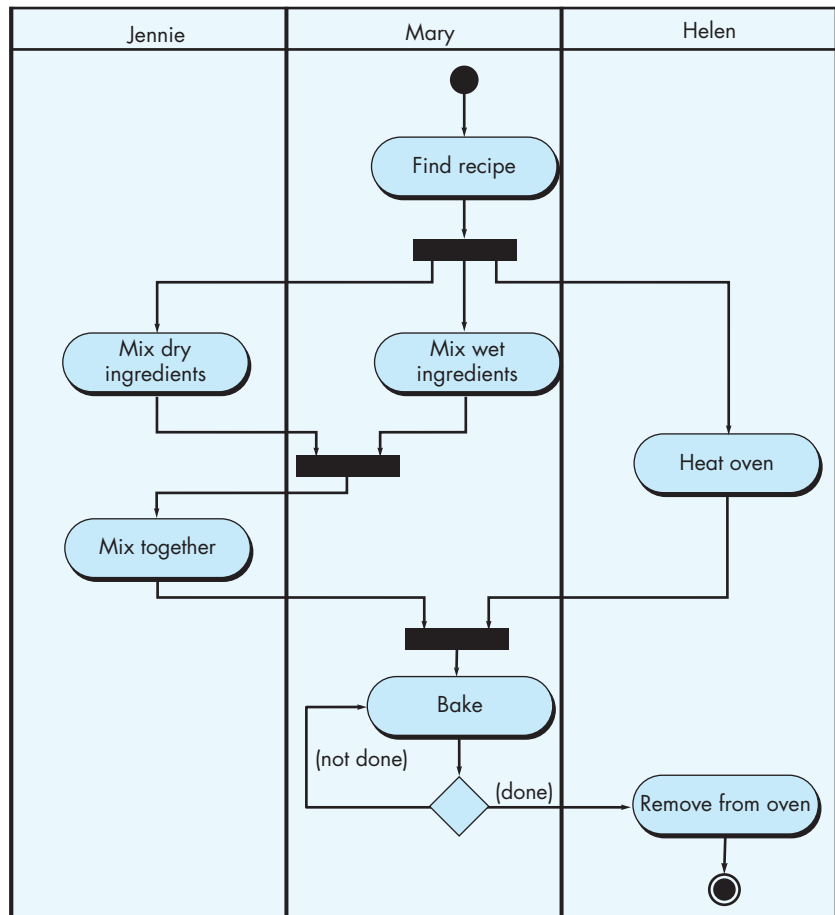 Jennie
Mary
Helen
Find recipe
Mix dry
ingredients
Mix wet
ingredients
Heat oven
Mix together
Bake
(not done)
(done)
Remove from oven